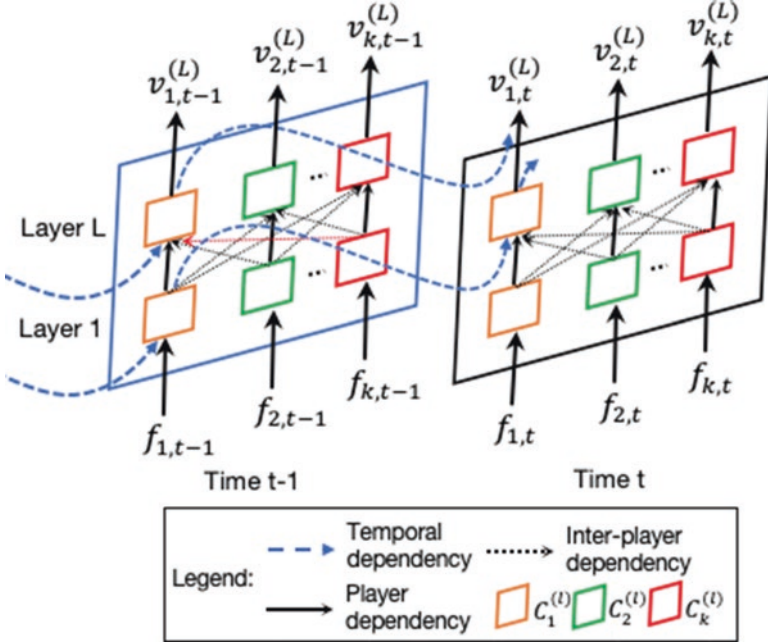 v_{1,t-1}^{(L)} v_{2,t-1}^{(L)} v_{k,t-1}^{(L)} v_{1,t}^{(L)} v_{2,t}^{(L)} v_{k,t}^{(L)}
...
...
Layer L
...
...
Layer 1
f_{1,t-1} f_{2,t-1} f_{k,t-1} f_{1,t} f_{2,t} f_{k,t}
Time t-1 Time t
Legend:
Temporal dependency
Inter-player dependency
Player dependency
C_1^{(l)} C_2^{(l)} C_k^{(l)}